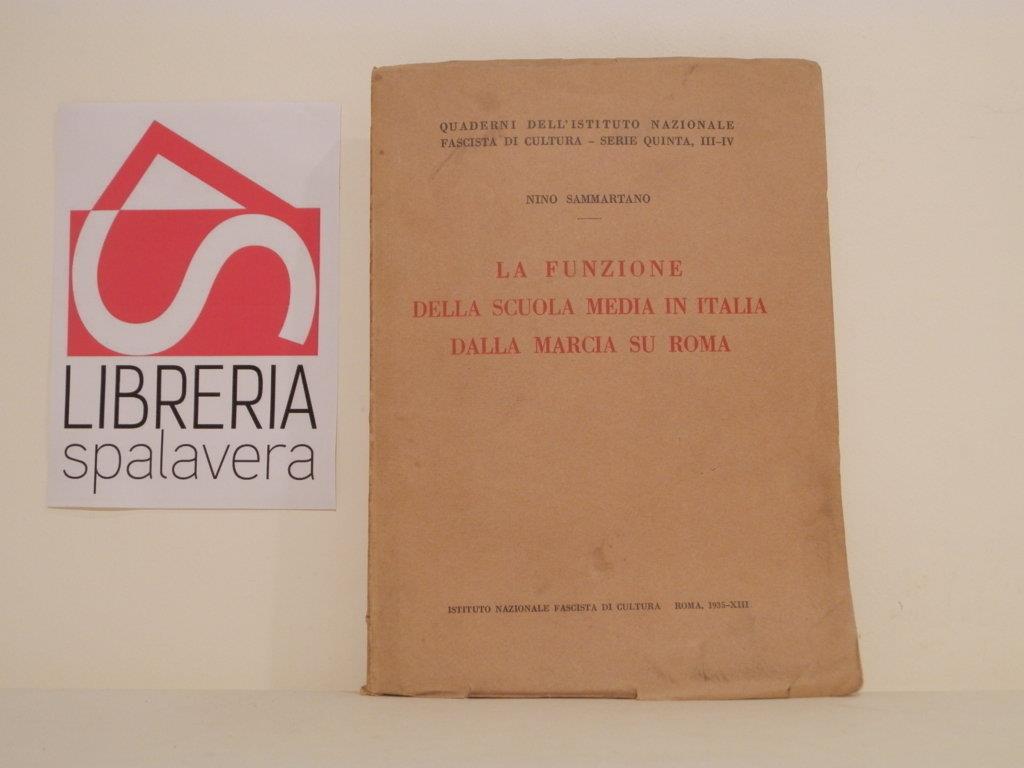 LIBRERIA
spalavera
QUADERNI DELL'ISTITUTO NAZIONALE
FASCISTA DI CULTURA – SERIE QUINTA, III-IV
NINO SAMMARTANO
LA FUNZIONE
DELLA SCUOLA MEDIA IN ITALIA
DALLA MARCIA SU ROMA
ISTITUTO NAZIONALE FASCISTA DI CULTURA ROMA, 1935-XIII